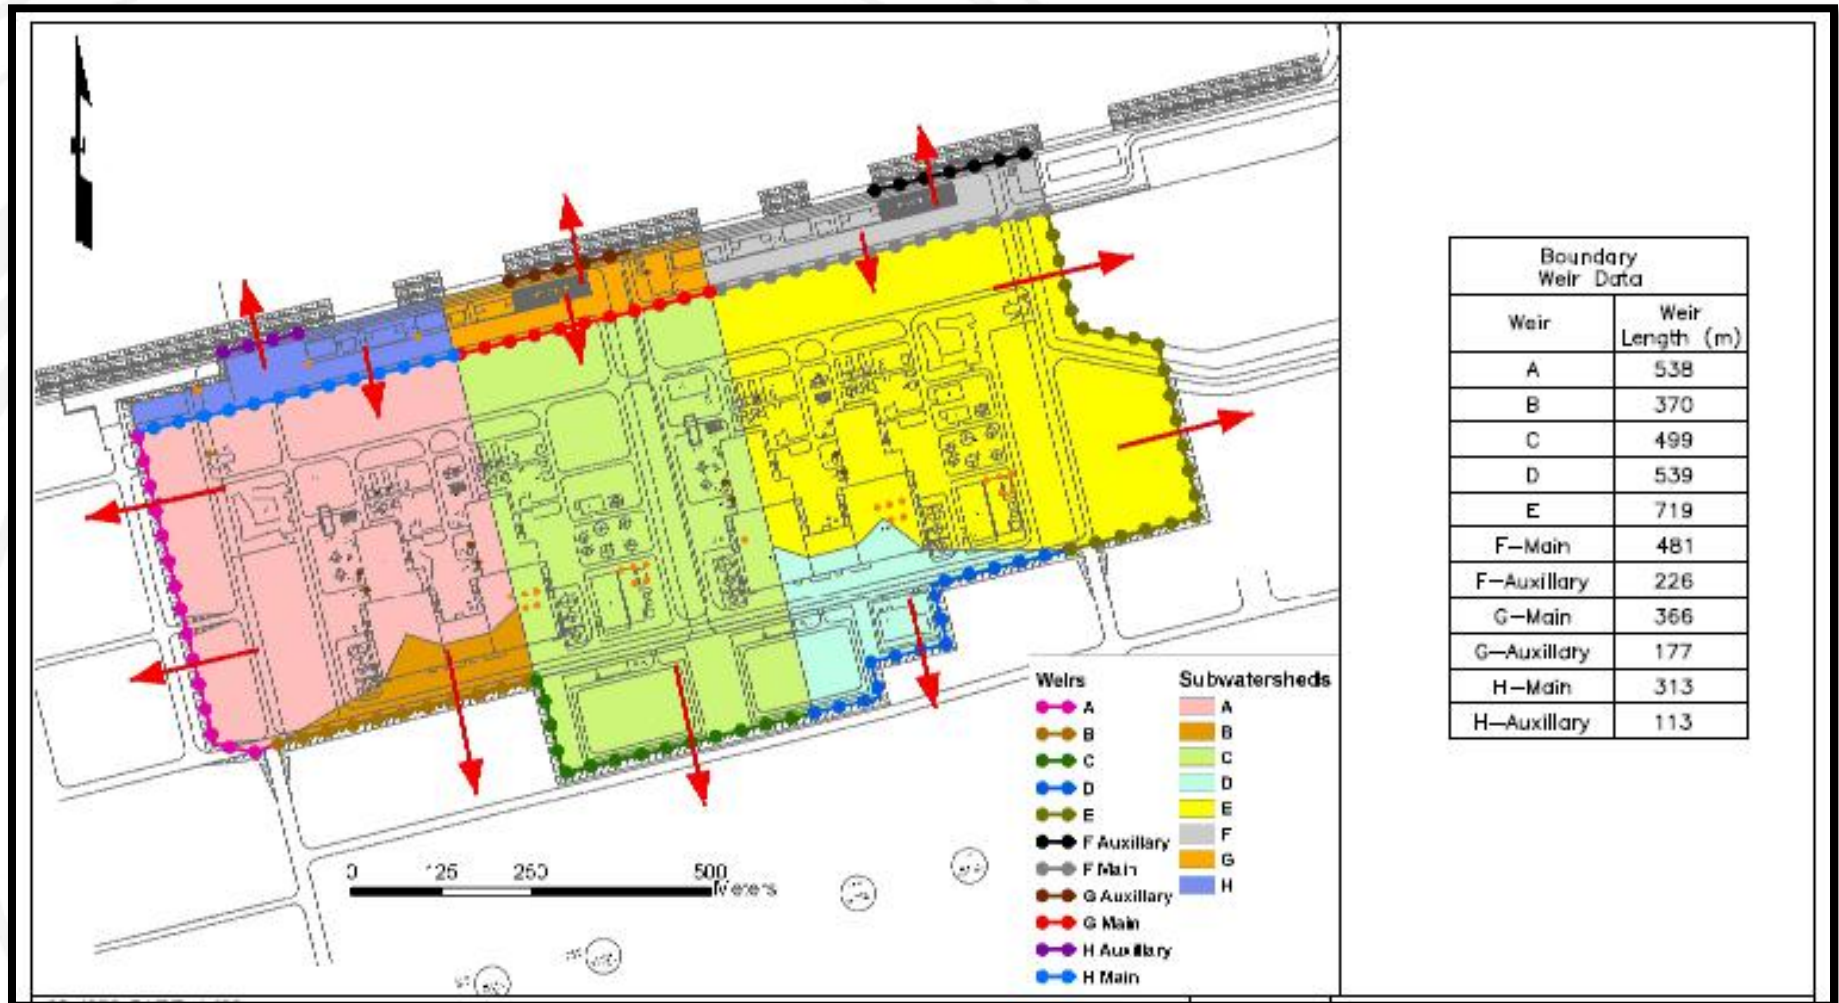 Boundary
Weir Data
Weir
Weir
Length (m)
A 538
B 370
C 499
D 539
E 719
F-Main 481
F-Auxillary 226
G-Main 366
G-Auxillary 177
H-Main 313
H-Auxillary 113
Weirs
A
B
C
D
E
F Auxillary
F Main
G Auxillary
G Main
H Auxillary
H Main
Subwatersheds
A
B
C
D
E
F
G
H
0 125 250 500
Meters